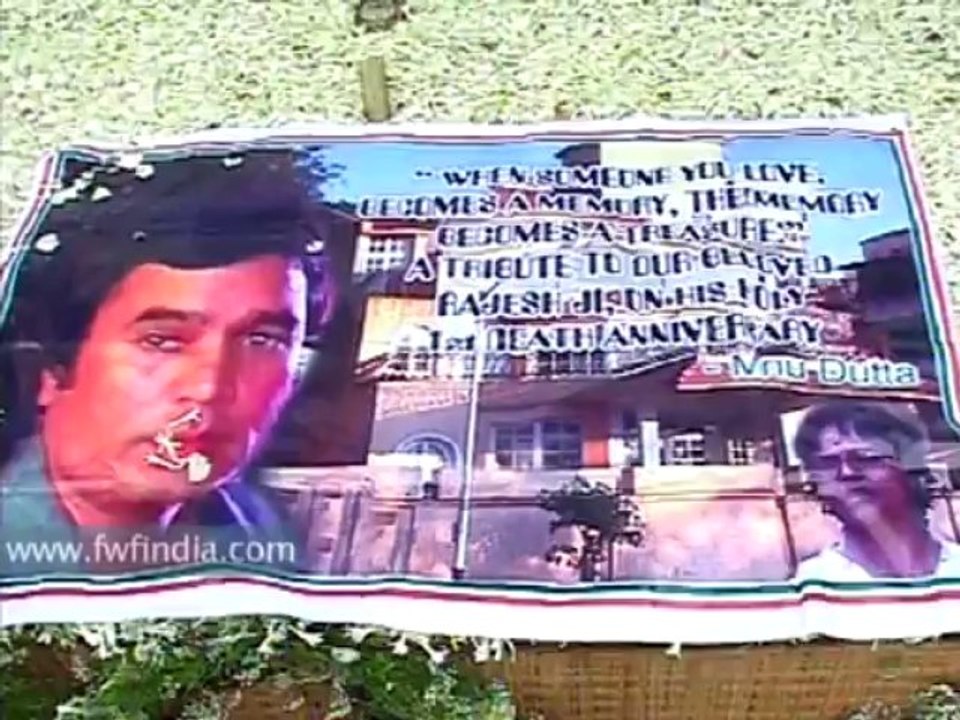 "WHEN SOMEONE YOU LOVE,
BECOMES A MEMORY, THE MEMORY
BECOMES A TREASURE"
A TRIBUTE TO OUR BELOVED
RAJESH JI, ON HIS HOLY
1st DEATH ANNIVERSARY
- Dutta
www.fwfindia.com